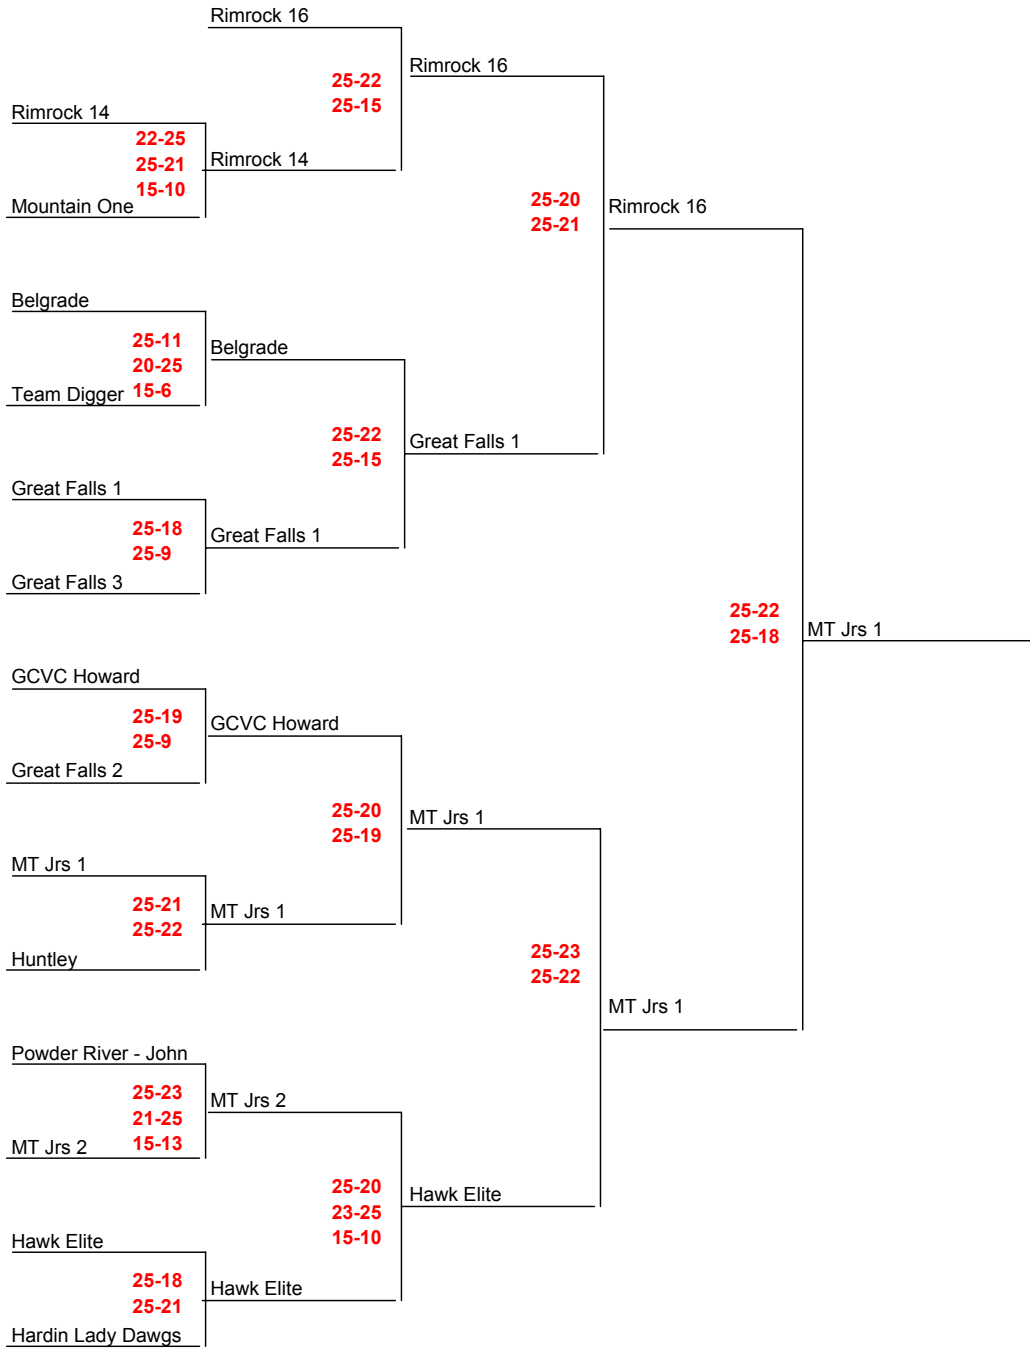 Rimrock 16
Rimrock 16
25-22
25-15
Rimrock 14
22-25
25-21
15-10
Rimrock 14
Mountain One
25-20
25-21
Rimrock 16
Belgrade
25-11
20-25
15-6
Belgrade
Team Digger
25-22
25-15
Great Falls 1
Great Falls 1
25-18
25-9
Great Falls 1
Great Falls 3
25-22
25-18
MT Jrs 1
GCVC Howard
25-19
25-9
GCVC Howard
Great Falls 2
25-20
25-19
MT Jrs 1
MT Jrs 1
25-21
25-22
MT Jrs 1
Huntley
25-23
25-22
MT Jrs 1
Powder River - John
25-23
21-25
15-13
MT Jrs 2
MT Jrs 2
25-20
23-25
15-10
Hawk Elite
Hawk Elite
25-18
25-21
Hawk Elite
Hardin Lady Dawgs